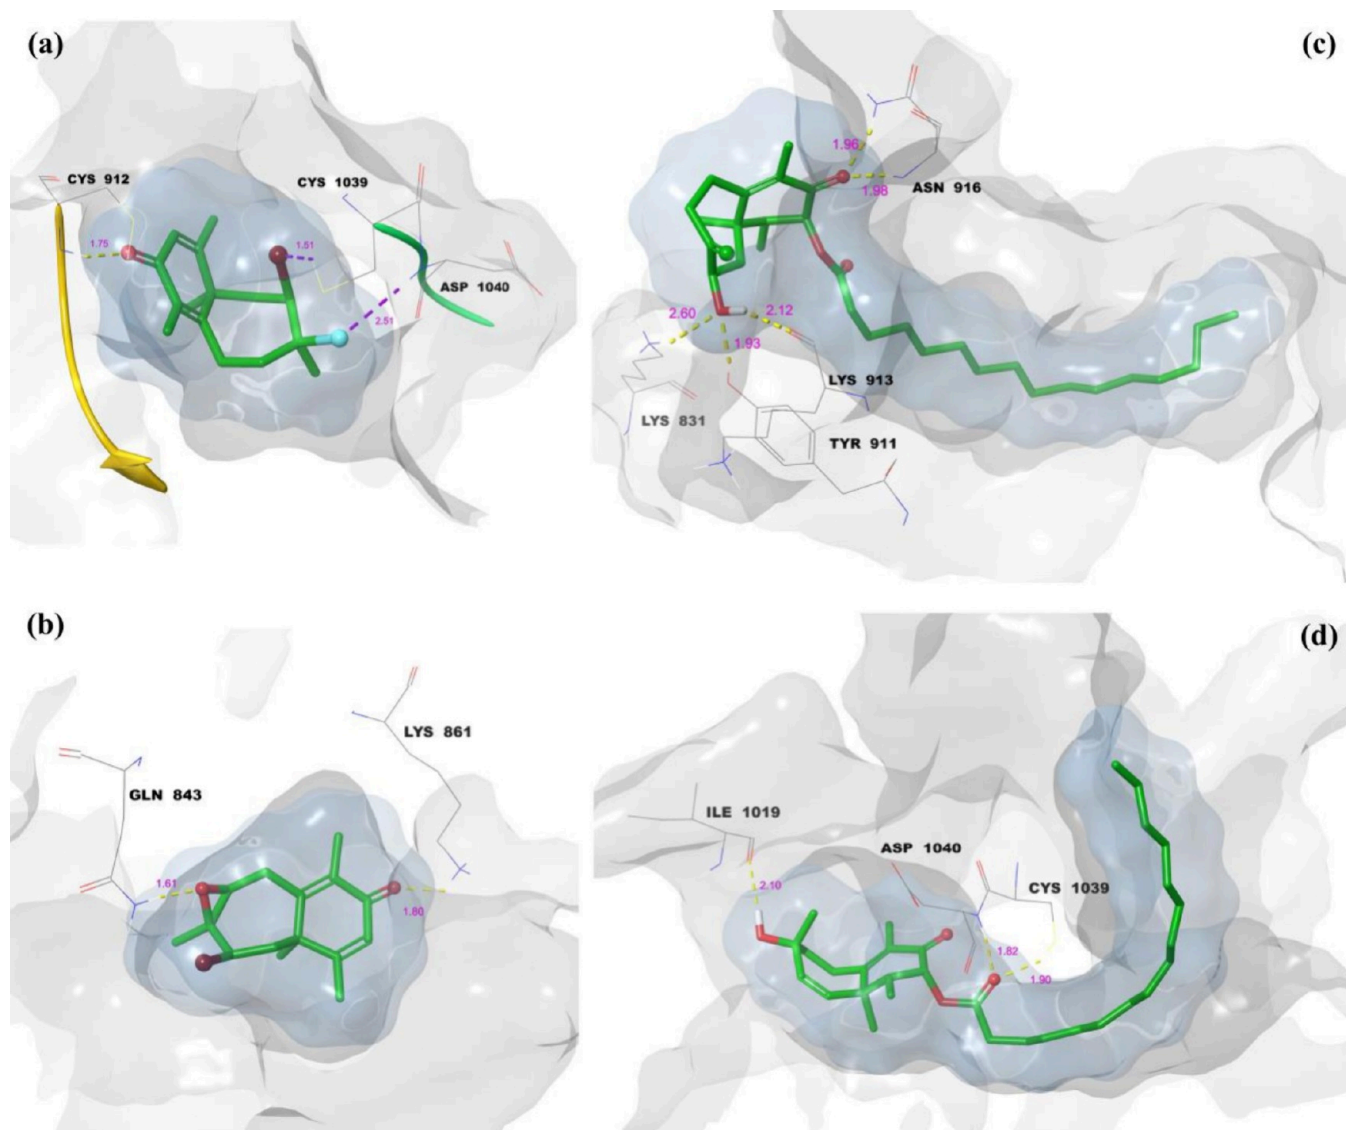 (a)
CYS 912
CYS 1039
1.75
1.51
ASP 1040
2.51
(c)
1.96
1.98
ASN 916
2.60
2.12
1.93
LYS 913
LYS 831
TYR 911
(b)
LYS 861
GLN 843
1.61
1.80
(d)
ILE 1019
ASP 1040
2.10
CYS 1039
1.82
1.90